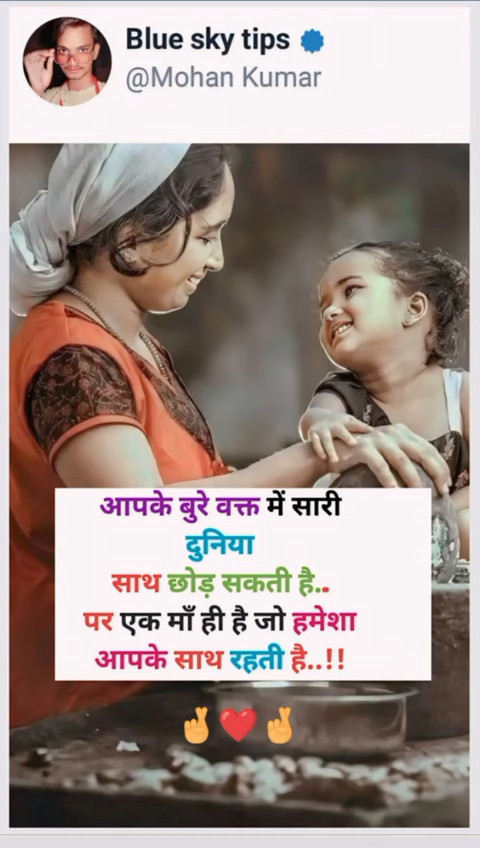 Blue sky tips
@Mohan Kumar
आपके बुरे वक्त में सारी
दुनिया
साथ छोड़ सकती है..
पर एक माँ ही है जो हमेशा
आपके साथ रहती है..!!
🤞❤️🤞